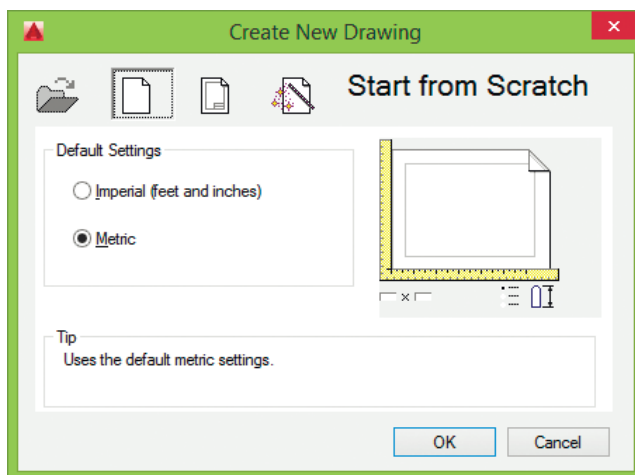 Create New Drawing
Start from Scratch
Default Settings
Imperial (feet and inches)
Metric
Tip
Uses the default metric settings.
OK
Cancel